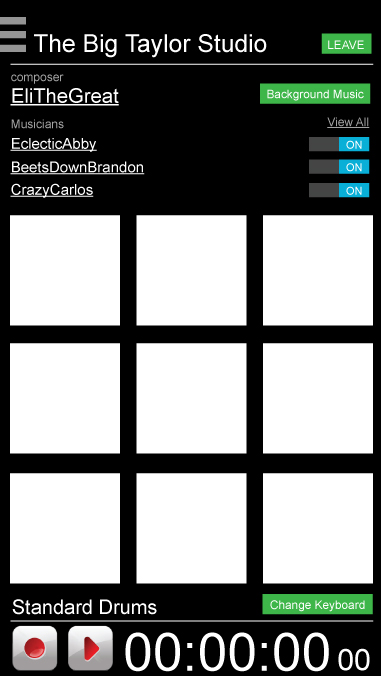 The Big Taylor Studio
LEAVE
composer
EliTheGreat
Background Music
Musicians
View All
EclecticAbby
ON
BeetsDownBrandon
ON
CrazyCarlos
ON
Standard Drums
Change Keyboard
00:00:00 00